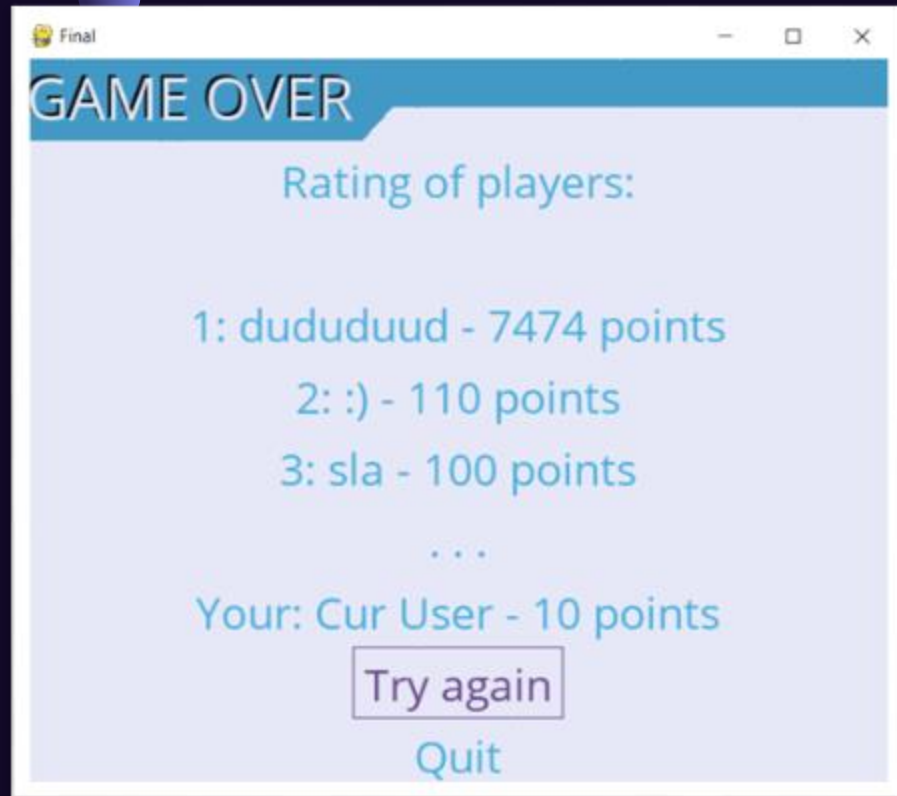 Final
GAME OVER
Rating of players:
1: dududuud - 7474 points
2: :) - 110 points
3: sla - 100 points
. . .
Your: Cur User - 10 points
Try again
Quit